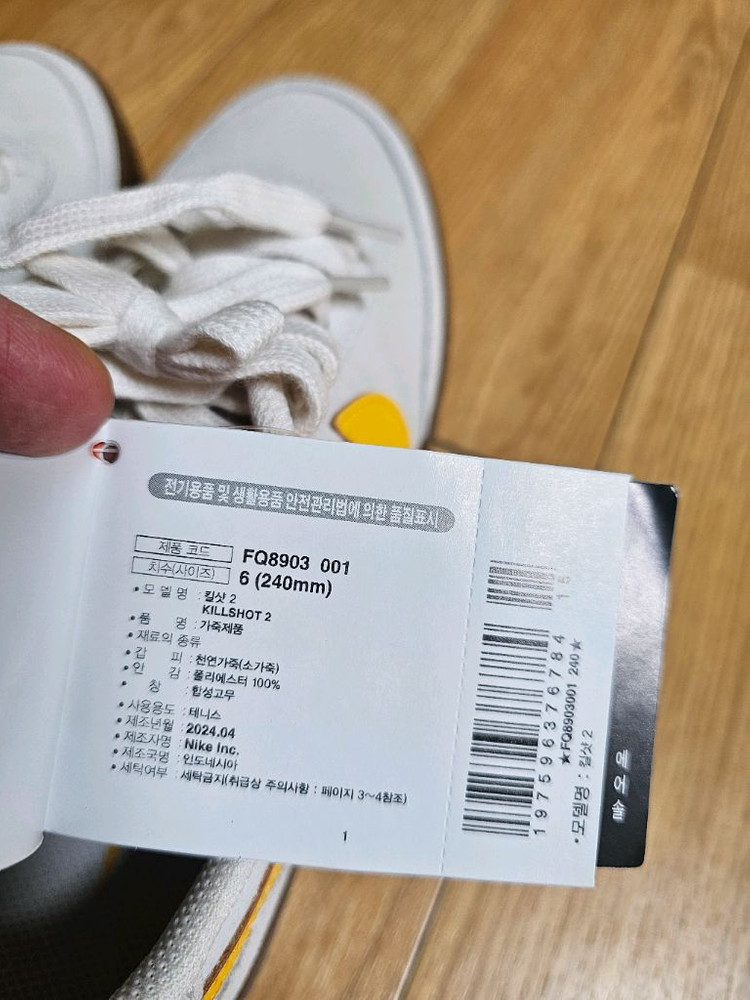 전기용품 및 생활용품 안전관리법에 의한 품질표시
제품 코드 FQ8903 001
치수(사이즈) 6 (240mm)
• 모 델 명 : 킬샷 2
KILLSHOT 2
• 품 명 : 가죽제품
• 재료의 종류
• 갑 피 : 천연가죽(소가죽)
• 안 감 : 폴리에스터 100%
• 창 : 합성고무
• 사용용도 : 테니스
• 제조년월 : 2024.04
• 제조자명 : Nike Inc.
• 제조국명 : 인도네시아
• 세탁여부 : 세탁금지(취급상 주의사항 : 페이지 3~4참조)
1
15
197596376784
★FQ8903001 240★
• 모델명 : 킬샷 2
에어솔